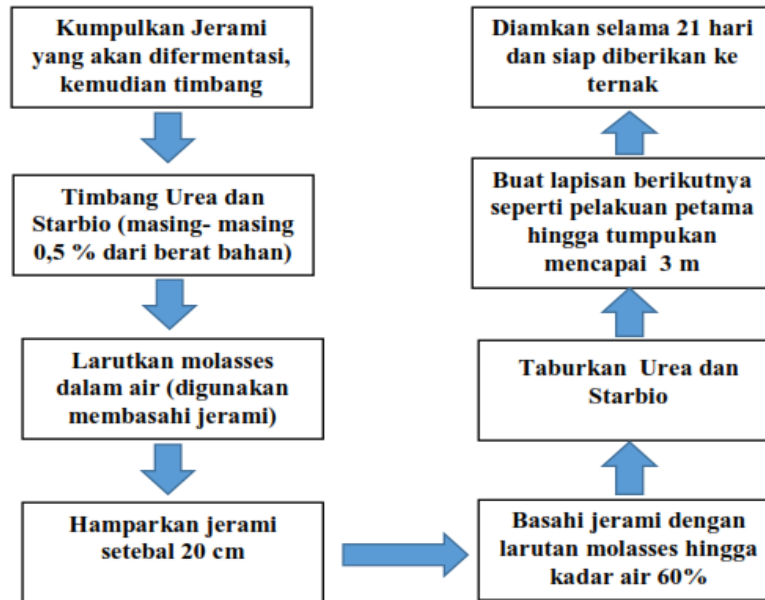 Kumpulkan Jerami
yang akan difermentasi,
kemudian timbang
Timbang Urea dan
Starbio (masing- masing
0,5 % dari berat bahan)
Larutkan molasses
dalam air (digunakan
membasahi jerami)
Hamparkan jerami
setebal 20 cm
Basahi jerami dengan
larutan molasses hingga
kadar air 60%
Taburkan Urea dan
Starbio
Buat lapisan berikutnya
seperti pelakuan petama
hingga tumpukan
mencapai 3 m
Diamkan selama 21 hari
dan siap diberikan ke
ternak